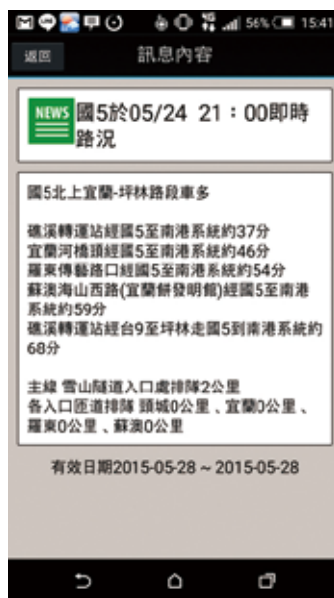 56% 15:41
返回 訊息內容
NEWS 國5於05/24 21：00即時
路況
國5北上宜蘭-坪林路段車多
礁溪轉運站經國5至南港系統約37分
宜蘭河橋頭經國5至南港系統約46分
羅東傳藝路口經國5至南港系統約54分
蘇澳海山西路(宜蘭餅發明館)經國5至南港
系統約59分
礁溪轉運站經台9至坪林走國5到南港系統約
68分
主線 雪山隧道入口處排隊2公里
各入口匝道排隊 頭城0公里、宜蘭0公里、
羅東0公里、蘇澳0公里
有效日期2015-05-28 ~ 2015-05-28